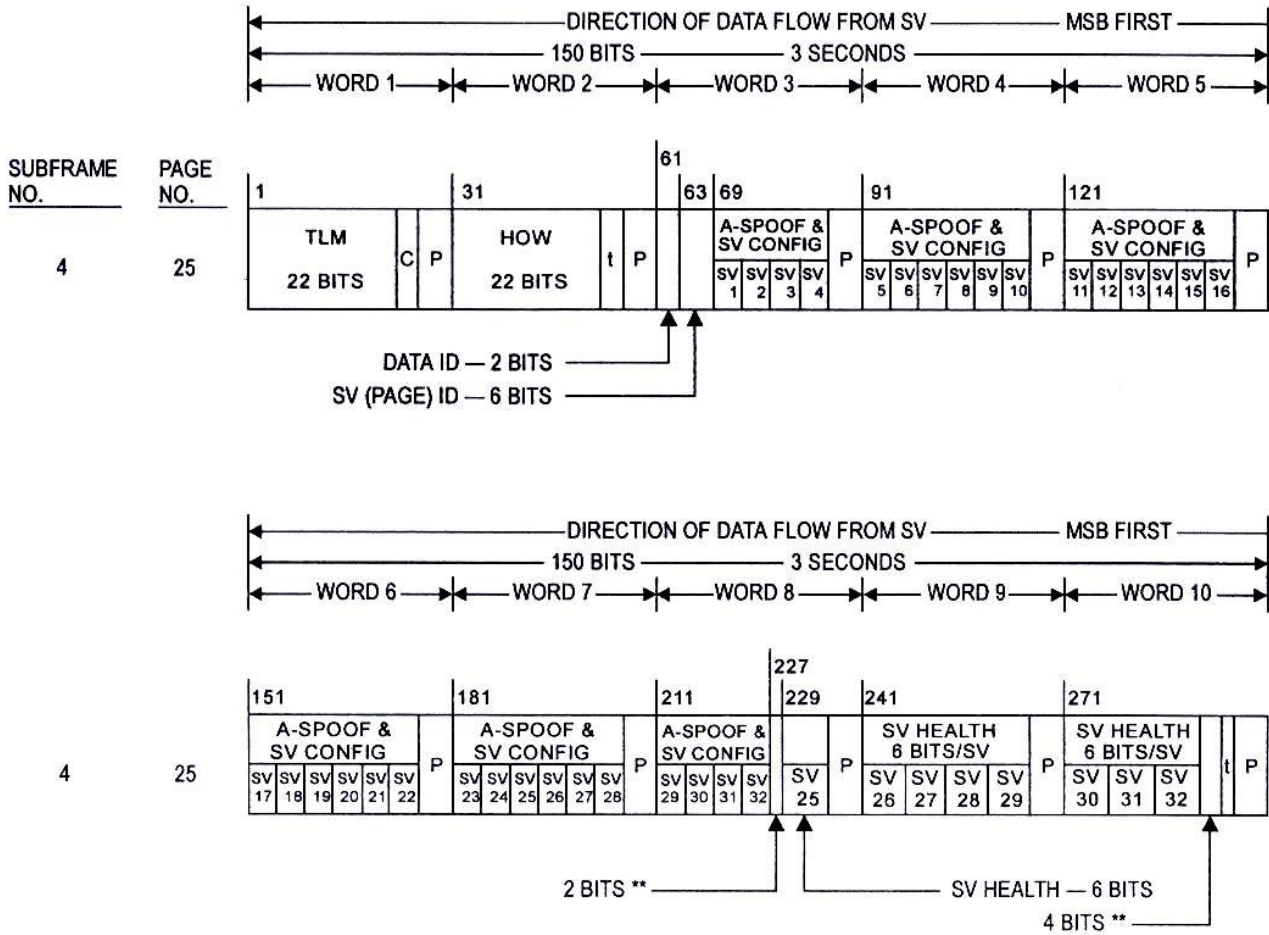 DIRECTION OF DATA FLOW FROM SV MSB FIRST
150 BITS 3 SECONDS
WORD 1 WORD 2 WORD 3 WORD 4 WORD 5
SUBFRAME NO. PAGE NO.
1 31 61 63 69 91 121
4 25
TLM 22 BITS C P
HOW 22 BITS t P
A-SPOOF & SV CONFIG
SV 1 SV 2 SV 3 SV 4 P
A-SPOOF & SV CONFIG
SV 5 SV 6 SV 7 SV 8 SV 9 SV 10 P
A-SPOOF & SV CONFIG
SV 11 SV 12 SV 13 SV 14 SV 15 SV 16 P
DATA ID — 2 BITS
SV (PAGE) ID — 6 BITS
DIRECTION OF DATA FLOW FROM SV MSB FIRST
150 BITS 3 SECONDS
WORD 6 WORD 7 WORD 8 WORD 9 WORD 10
151 181 211 227 229 241 271
4 25
A-SPOOF & SV CONFIG
SV 17 SV 18 SV 19 SV 20 SV 21 SV 22 P
A-SPOOF & SV CONFIG
SV 23 SV 24 SV 25 SV 26 SV 27 SV 28 P
A-SPOOF & SV CONFIG
SV 29 SV 30 SV 31 SV 32
SV 25 P
SV HEALTH 6 BITS/SV
SV 26 SV 27 SV 28 SV 29 P
SV HEALTH 6 BITS/SV
SV 30 SV 31 SV 32 t P
2 BITS **
SV HEALTH — 6 BITS
4 BITS **